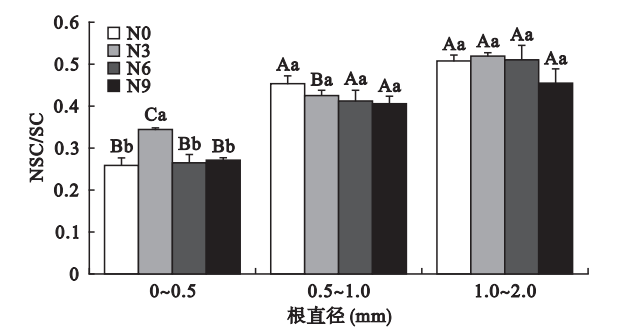 0.6
0.5
0.4
0.3
0.2
0.1
0
NSC/SC
N0
N3
N6
N9
Bb
Ca
Bb
Bb
Aa
Ba
Aa
Aa
Aa
Aa
Aa
Aa
0~0.5
0.5~1.0
1.0~2.0
根直径 (mm)